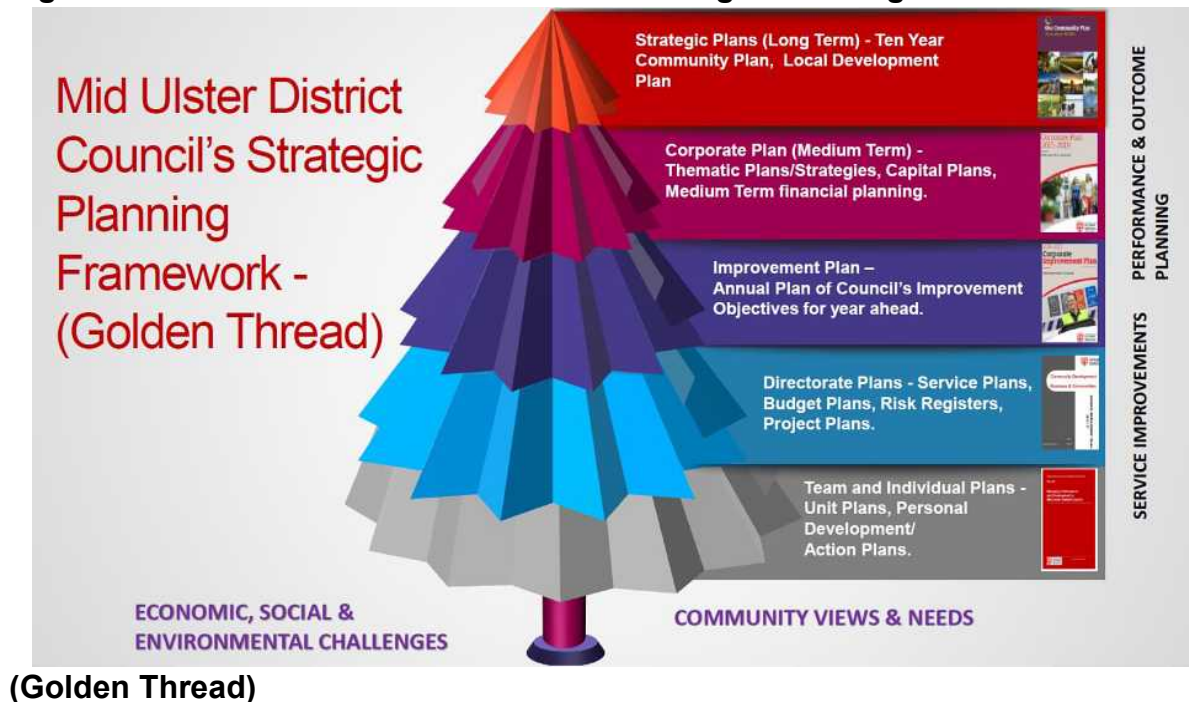 Mid Ulster District
Council's Strategic
Planning
Framework -
(Golden Thread)
Strategic Plans (Long Term) - Ten Year
Community Plan, Local Development
Plan
Corporate Plan (Medium Term) -
Thematic Plans/Strategies, Capital Plans,
Medium Term financial planning.
Improvement Plan –
Annual Plan of Council's Improvement
Objectives for year ahead.
Directorate Plans - Service Plans,
Budget Plans, Risk Registers,
Project Plans.
Team and Individual Plans -
Unit Plans, Personal
Development/
Action Plans.
PERFORMANCE & OUTCOME
PLANNING
SERVICE IMPROVEMENTS
Corporate
Improvement Plan
ECONOMIC, SOCIAL &
ENVIRONMENTAL CHALLENGES
COMMUNITY VIEWS & NEEDS
(Golden Thread)